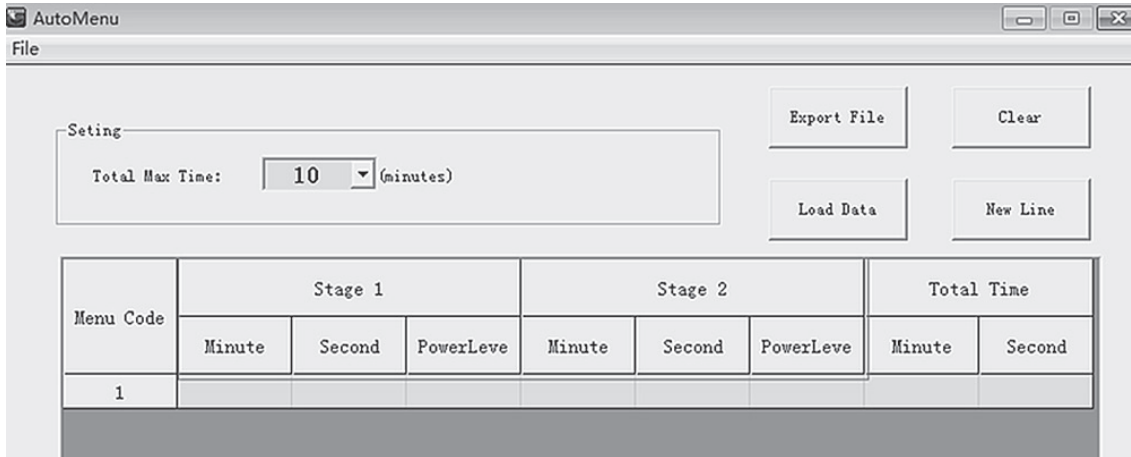 AutoMenu
File
Seting
Total Max Time: 10 (minutes)
Export File
Clear
Load Data
New Line
Menu Code
Stage 1
Stage 2
Total Time
Minute Second PowerLeve Minute Second PowerLeve Minute Second
1